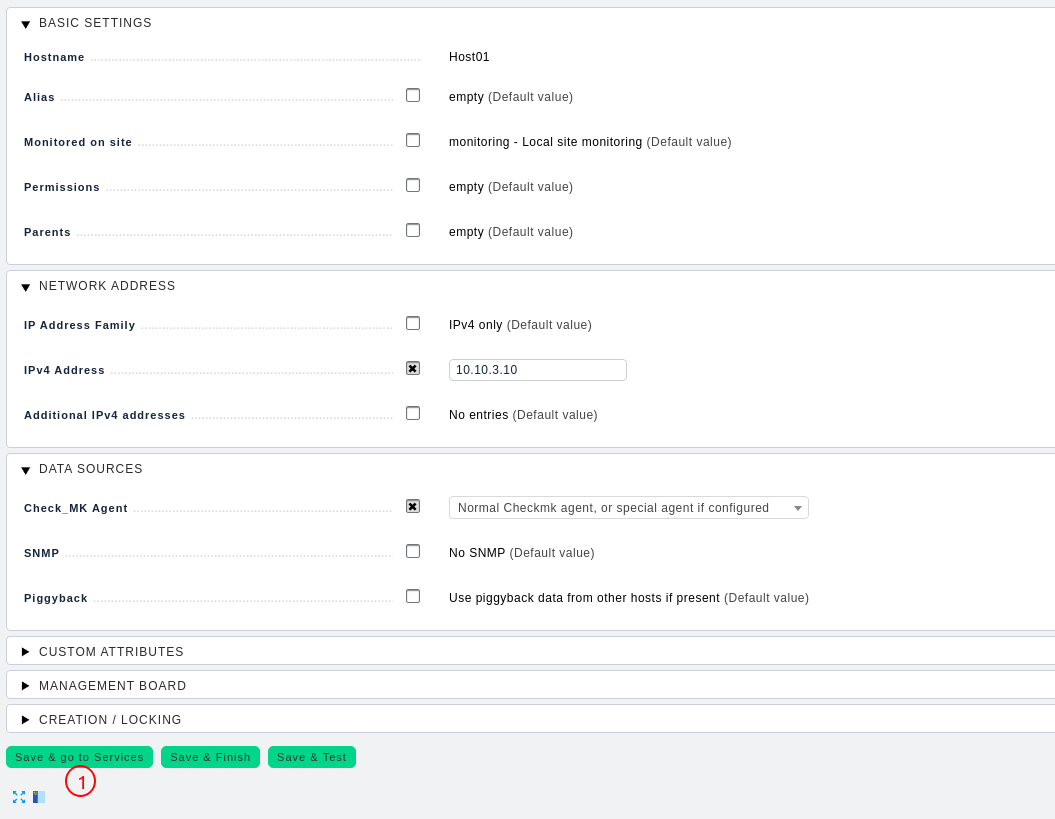 BASIC SETTINGS
Hostname Host01
Alias empty (Default value)
Monitored on site monitoring - Local site monitoring (Default value)
Permissions empty (Default value)
Parents empty (Default value)
NETWORK ADDRESS
IP Address Family IPv4 only (Default value)
IPv4 Address 10.10.3.10
Additional IPv4 addresses No entries (Default value)
DATA SOURCES
Check_MK Agent Normal Checkmk agent, or special agent if configured
SNMP No SNMP (Default value)
Piggyback Use piggyback data from other hosts if present (Default value)
CUSTOM ATTRIBUTES
MANAGEMENT BOARD
CREATION / LOCKING
Save & go to Services Save & Finish Save & Test
1